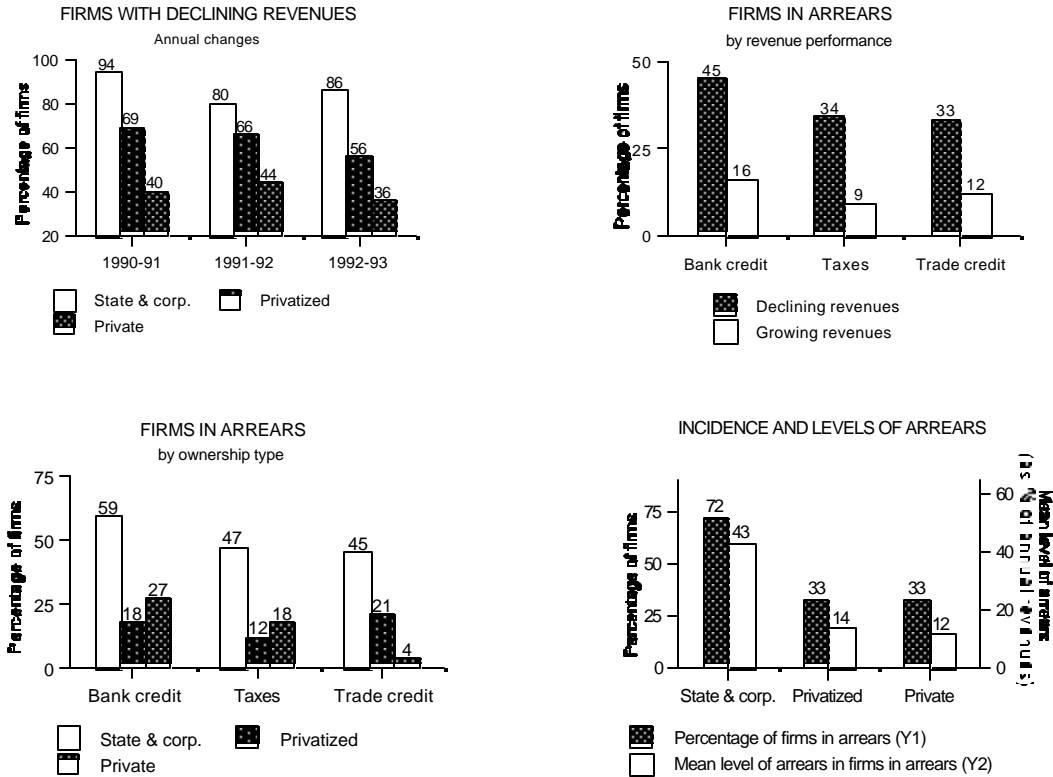 FIRMS WITH DECLINING REVENUES
Annual changes
Percentage of firms
100
80
60
40
20
94
69
40
80
66
44
86
56
36
1990-91
1991-92
1992-93
State & corp.
Privatized
Private
FIRMS IN ARREARS
by revenue performance
Percentage of firms
50
25
0
45
16
34
9
33
12
Bank credit
Taxes
Trade credit
Declining revenues
Growing revenues
FIRMS IN ARREARS
by ownership type
Percentage of firms
75
50
25
0
59
18
27
47
12
18
45
21
4
Bank credit
Taxes
Trade credit
State & corp.
Privatized
Private
INCIDENCE AND LEVELS OF ARREARS
Percentage of firms
75
50
25
0
72
43
33
14
33
12
60
40
20
0
Mean level of arrears
(as % of annual revenues)
State & corp.
Privatized
Private
Percentage of firms in arrears (Y1)
Mean level of arrears in firms in arrears (Y2)